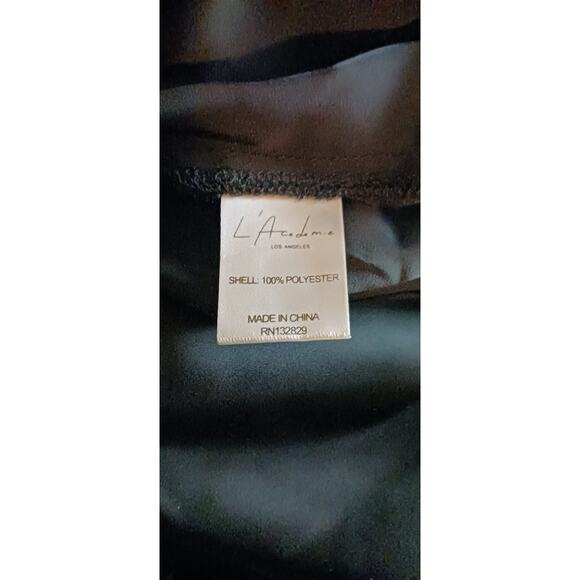 L'Academie
LOS ANGELES
SHELL: 100% POLYESTER
MADE IN CHINA
RN132829